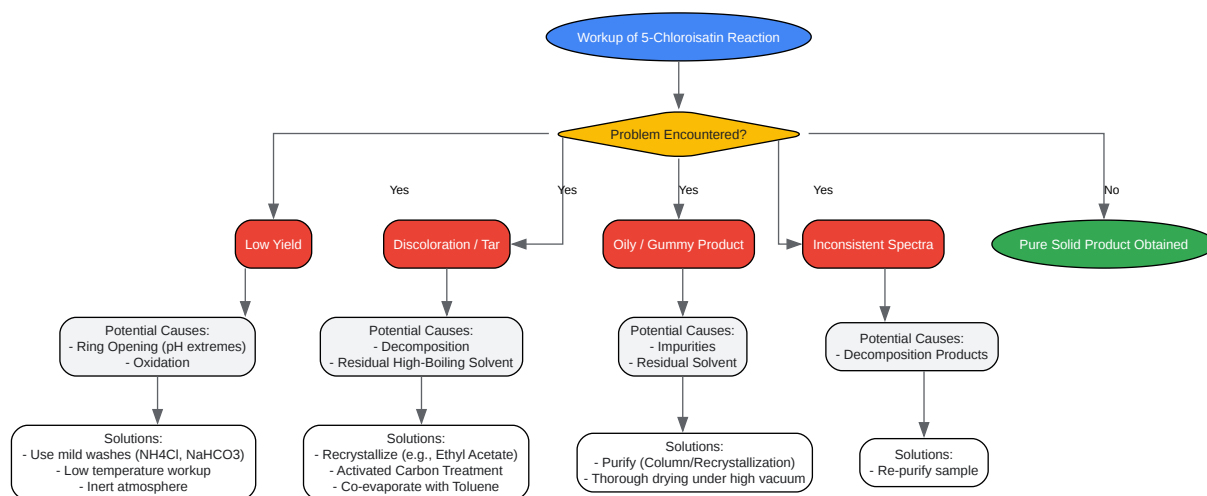 Workup of 5-Chloroisatin Reaction
Problem Encountered?
Yes
Yes
Yes
Yes
No
Low Yield
Discoloration / Tar
Oily / Gummy Product
Inconsistent Spectra
Pure Solid Product Obtained
Potential Causes:
- Ring Opening (pH extremes)
- Oxidation
Potential Causes:
- Decomposition
- Residual High-Boiling Solvent
Potential Causes:
- Impurities
- Residual Solvent
Potential Causes:
- Decomposition Products
Solutions:
- Use mild washes (NH4Cl, NaHCO3)
- Low temperature workup
- Inert atmosphere
Solutions:
- Recrystallize (e.g., Ethyl Acetate)
- Activated Carbon Treatment
- Co-evaporate with Toluene
Solutions:
- Purify (Column/Recrystallization)
- Thorough drying under high vacuum
Solutions:
- Re-purify sample